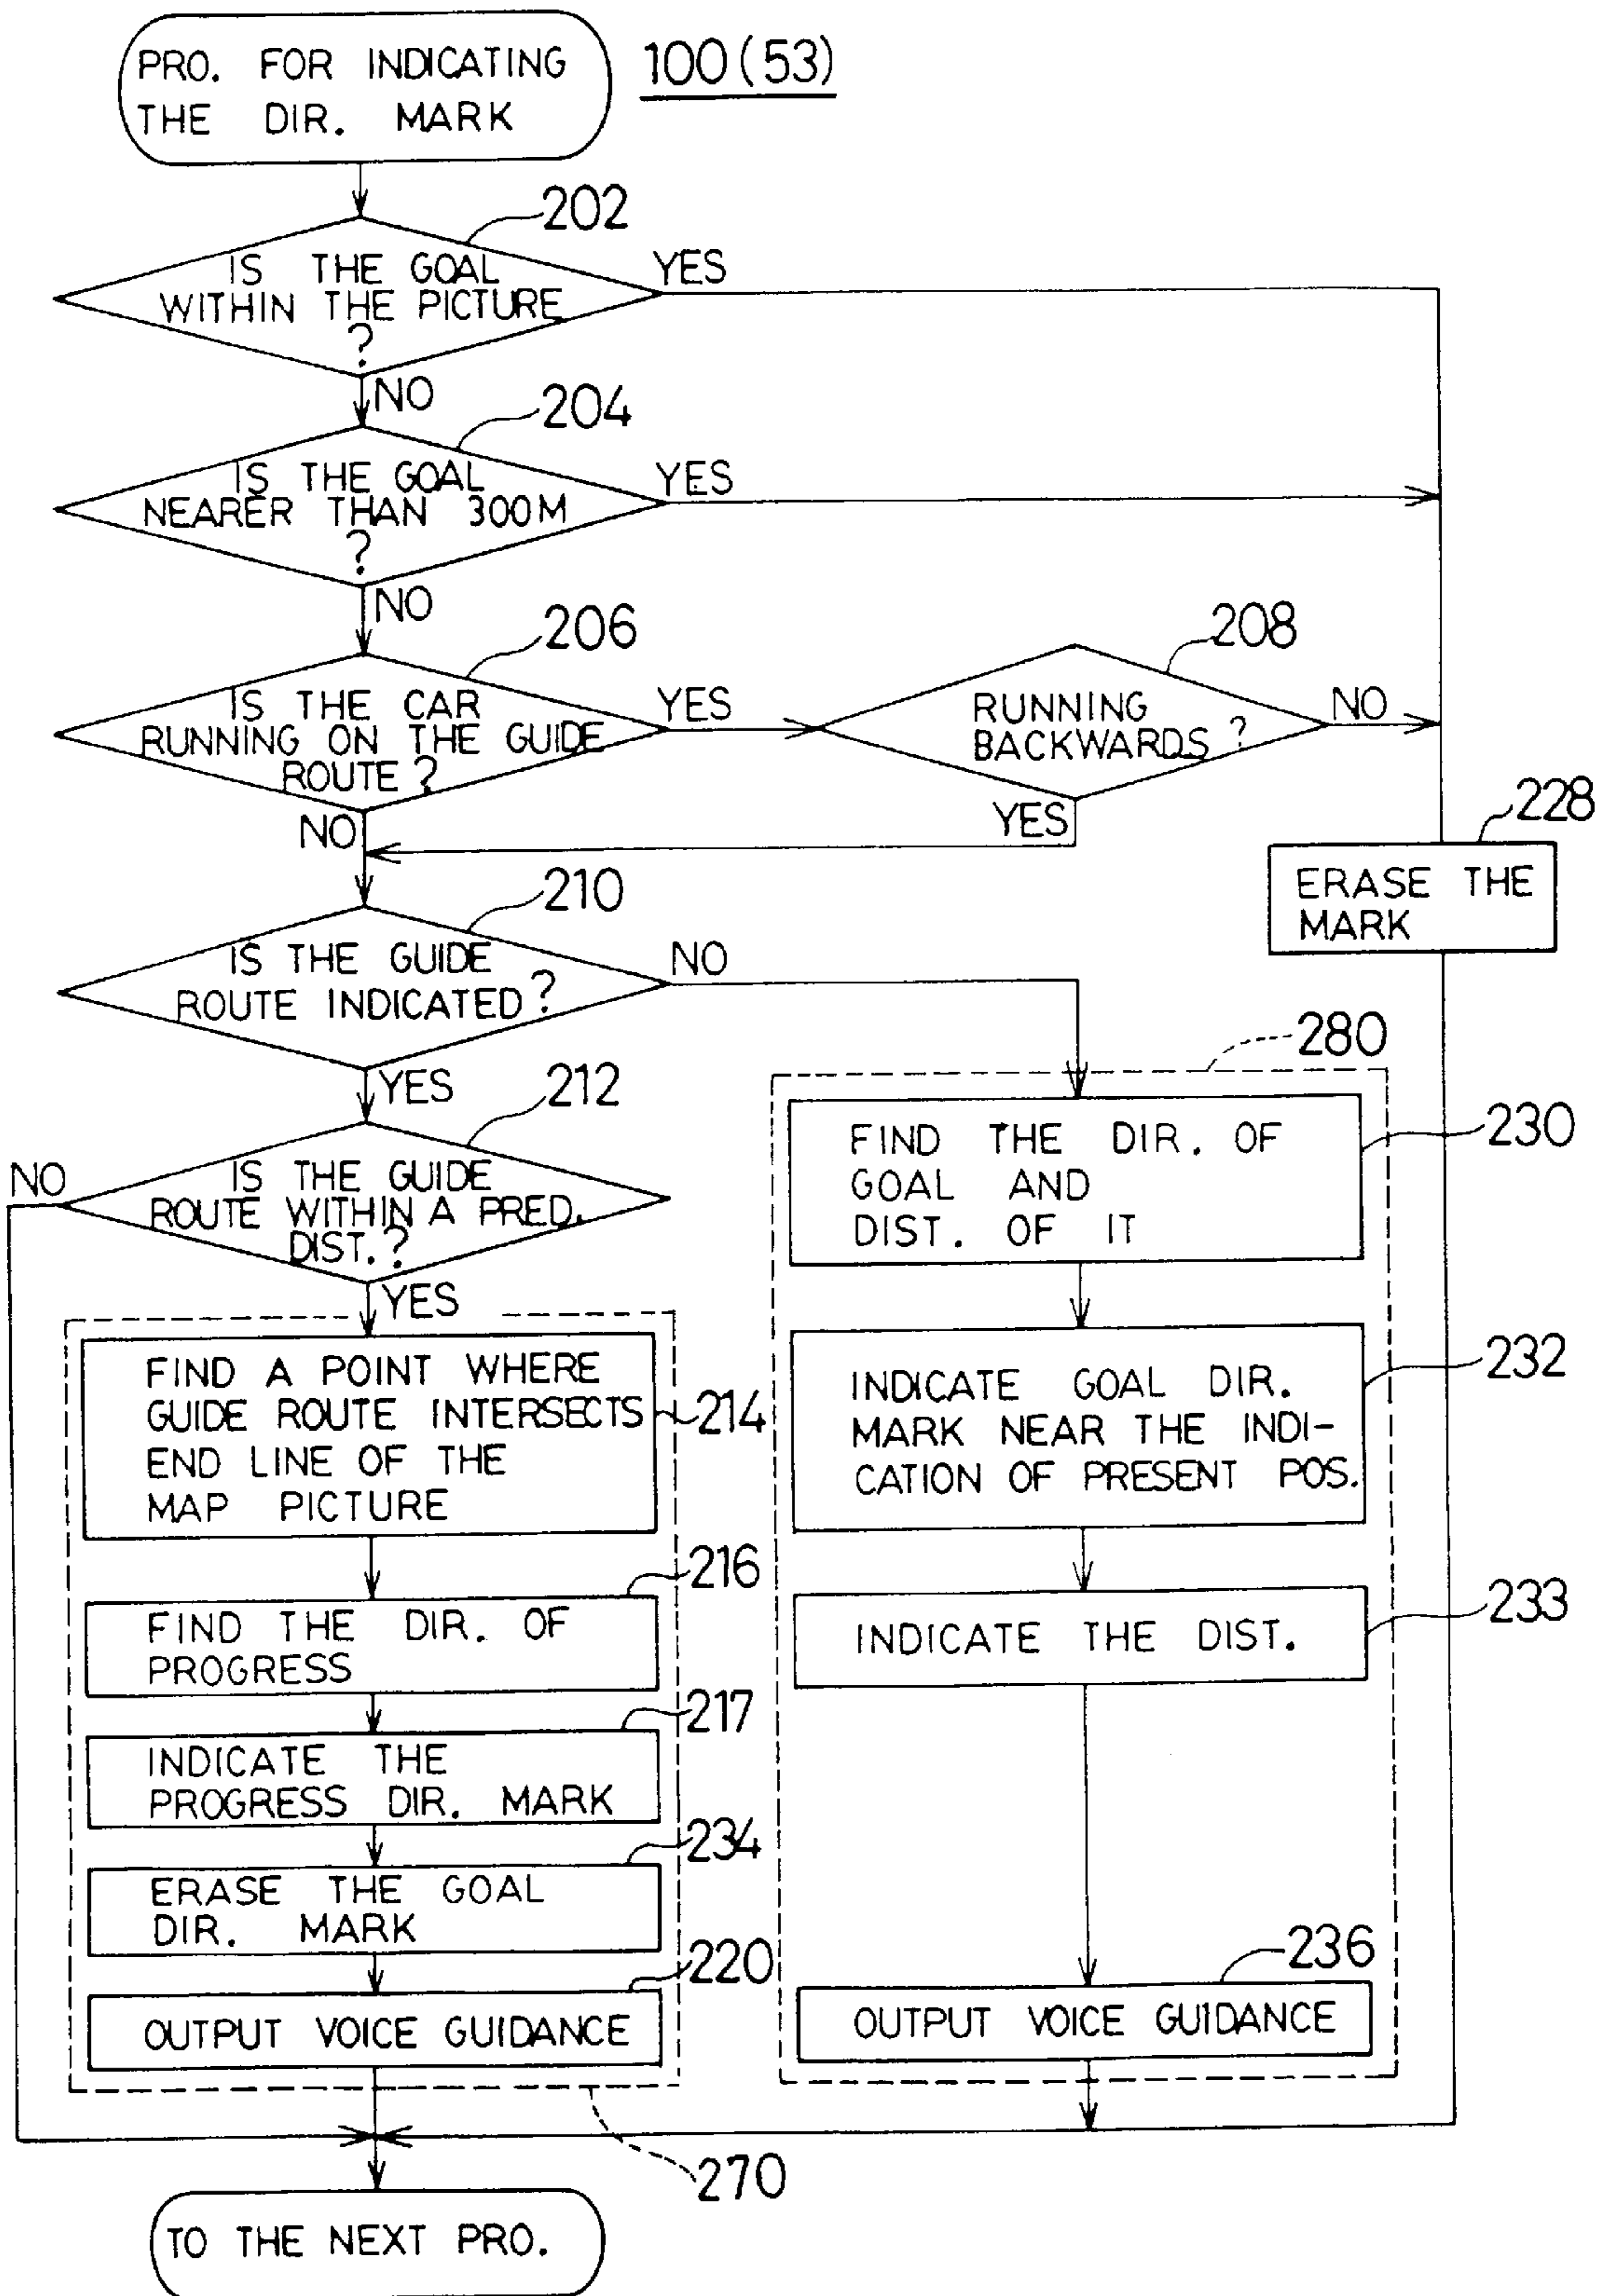 PRO. FOR INDICATING
THE DIR. MARK
100(53)
202
IS THE GOAL
WITHIN THE PICTURE
?
YES
NO
204
IS THE GOAL
NEARER THAN 300M
?
YES
NO
206
IS THE CAR
RUNNING ON THE GUIDE
ROUTE?
YES
NO
208
RUNNING
BACKWARDS?
NO
YES
228
ERASE THE
MARK
210
IS THE GUIDE
ROUTE INDICATED?
NO
YES
212
IS THE GUIDE
ROUTE WITHIN A PRED.
DIST.?
NO
YES
FIND A POINT WHERE
GUIDE ROUTE INTERSECTS
END LINE OF THE
MAP PICTURE
214
216
FIND THE DIR. OF
PROGRESS
217
INDICATE THE
PROGRESS DIR. MARK
234
ERASE THE GOAL
DIR. MARK
220
OUTPUT VOICE GUIDANCE
270
280
FIND THE DIR. OF
GOAL AND
DIST. OF IT
230
INDICATE GOAL DIR.
MARK NEAR THE INDI-
CATION OF PRESENT POS.
232
INDICATE THE DIST.
233
236
OUTPUT VOICE GUIDANCE
TO THE NEXT PRO.